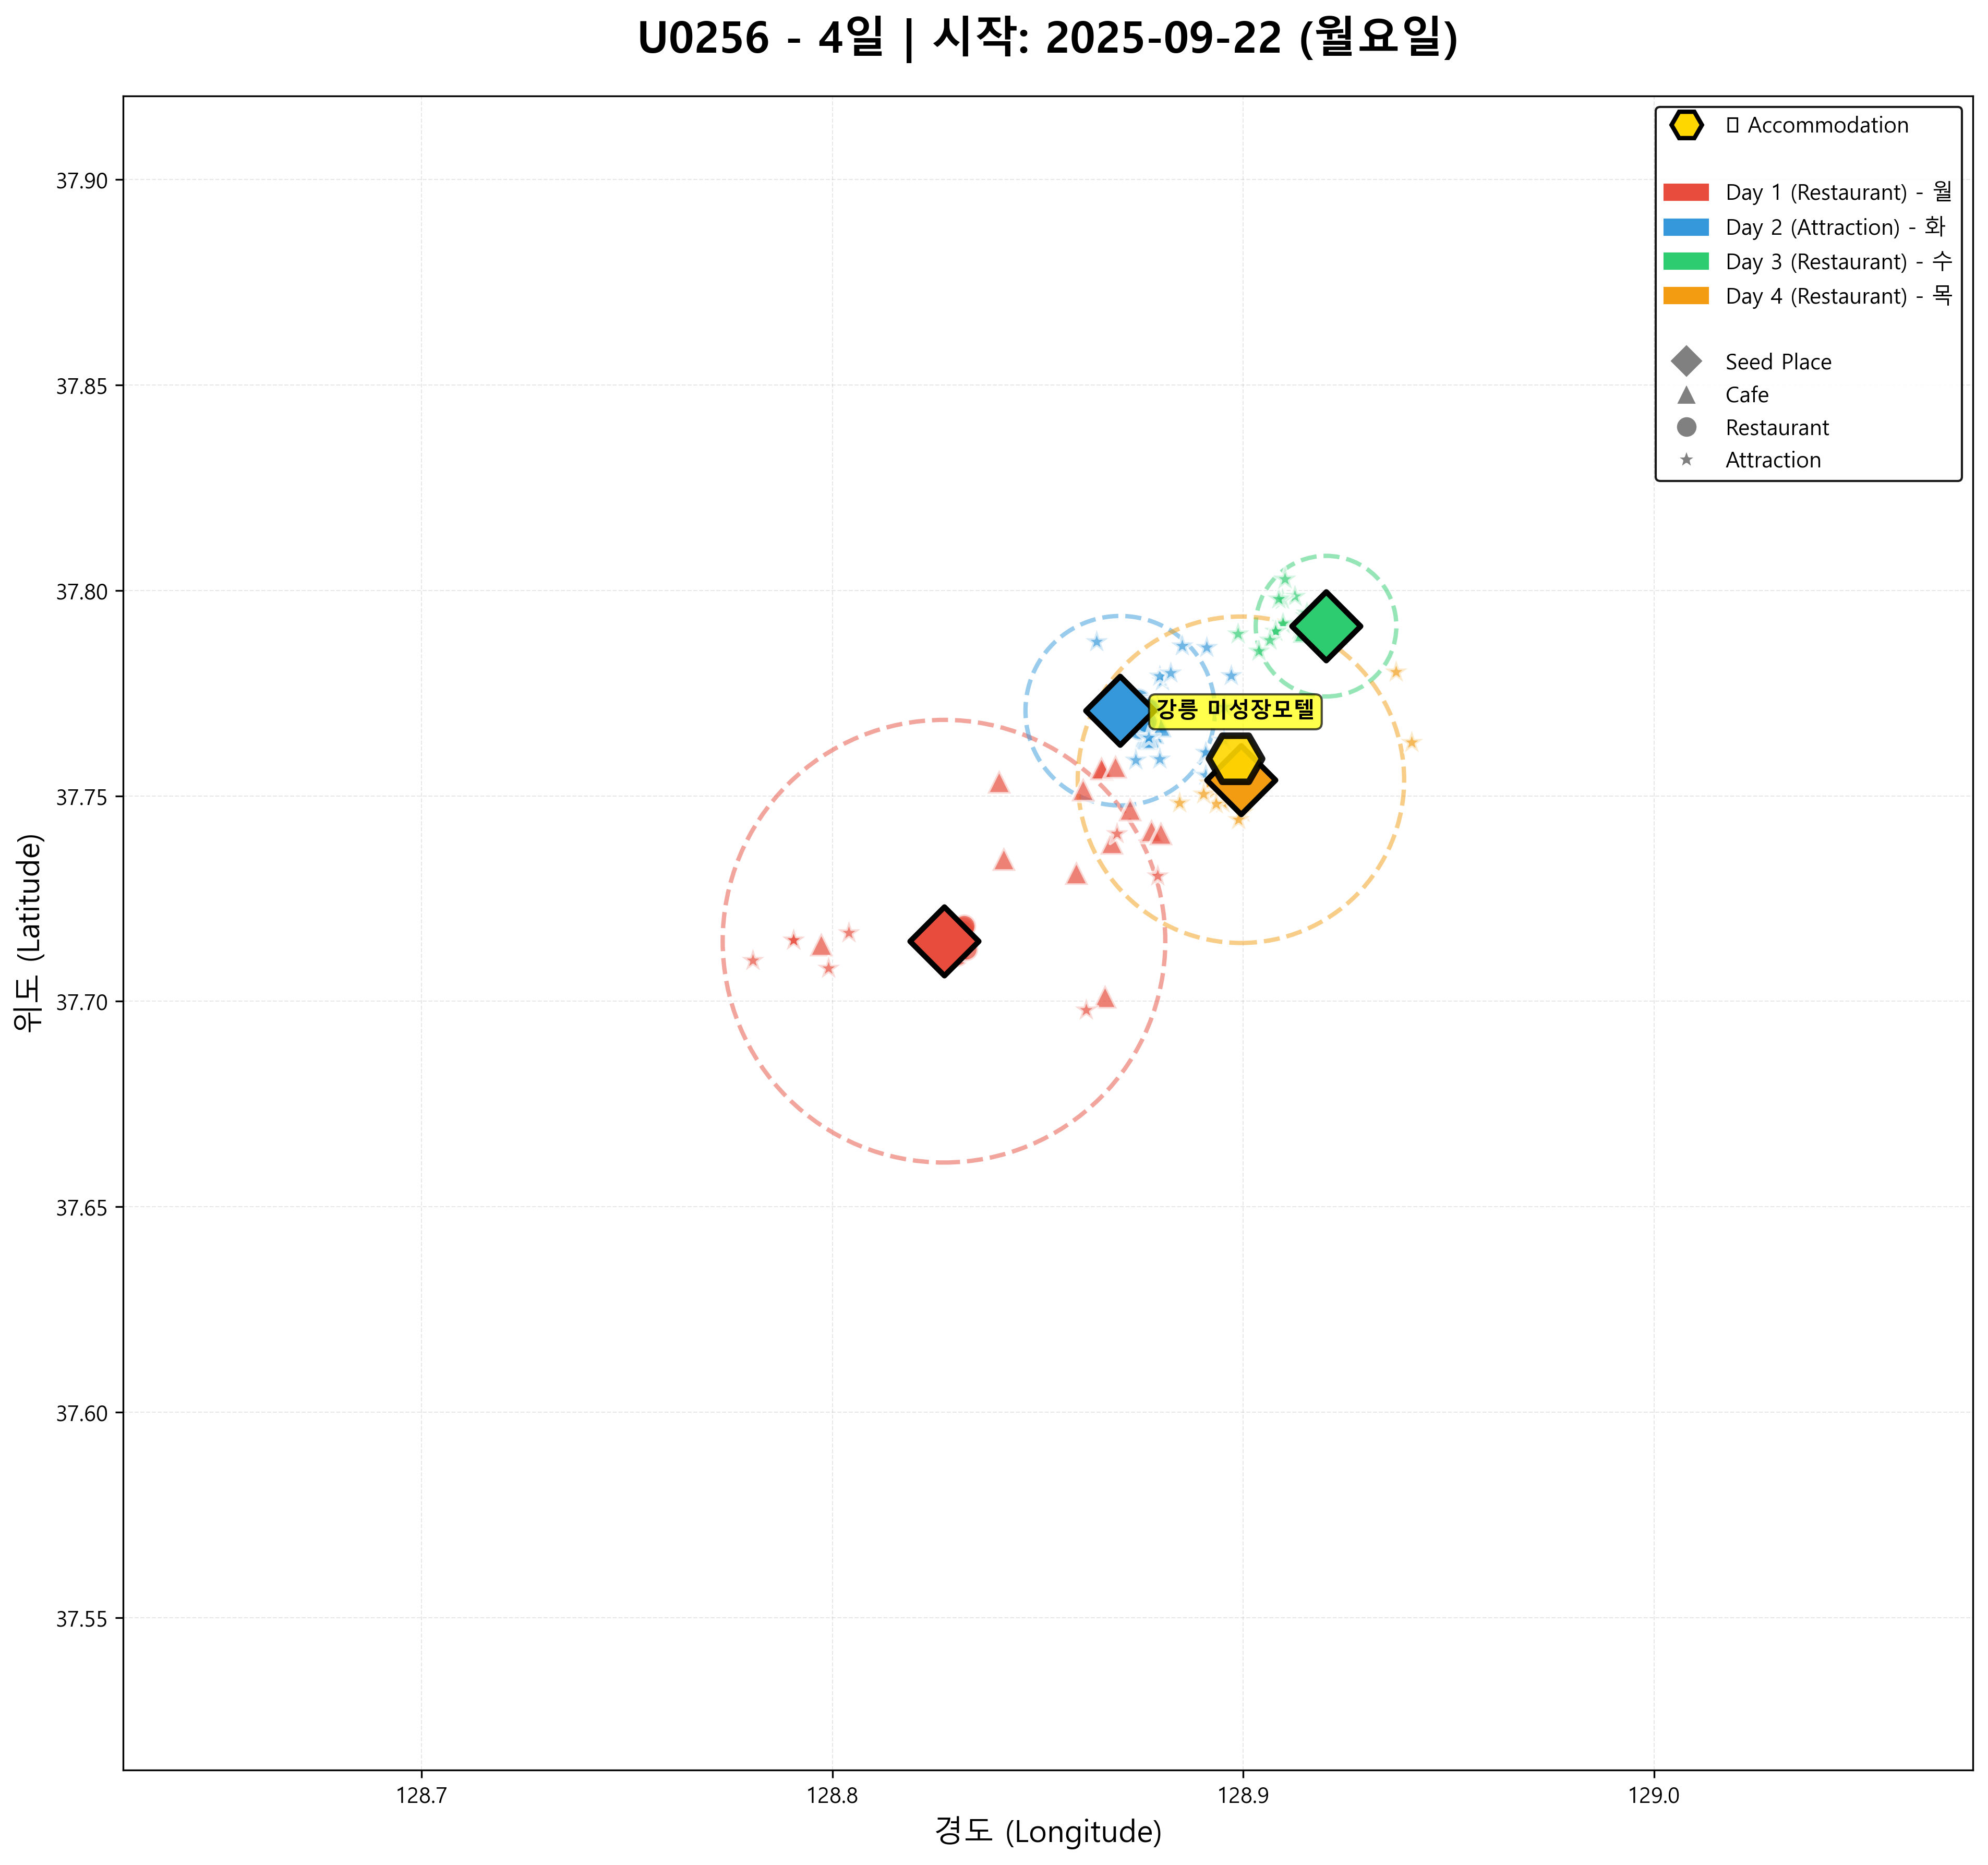 U0256 - 4일 | 시작: 2025-09-22 (월요일)
Accommodation
Day 1 (Restaurant) - 월
Day 2 (Attraction) - 화
Day 3 (Restaurant) - 수
Day 4 (Restaurant) - 목
Seed Place
Cafe
Restaurant
Attraction
37.90
37.85
37.80
37.75
37.70
37.65
37.60
37.55
위도 (Latitude)
강릉 미성장모텔
128.7
128.8
128.9
129.0
경도 (Longitude)